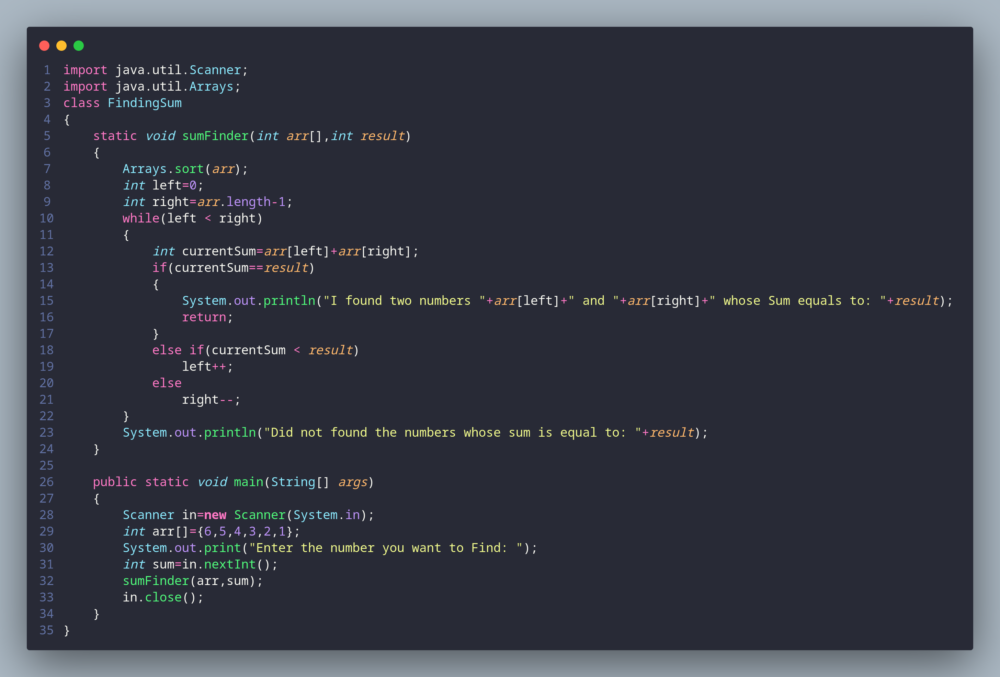 1 import java.util.Scanner;
2 import java.util.Arrays;
3 class FindingSum
4 {
5     static void sumFinder(int arr[],int result)
6     {
7         Arrays.sort(arr);
8         int left=0;
9         int right=arr.length-1;
10         while(left < right)
11         {
12             int currentSum=arr[left]+arr[right];
13             if(currentSum==result)
14             {
15                 System.out.println("I found two numbers "+arr[left]+" and "+arr[right]+" whose Sum equals to: "+result);
16                 return;
17             }
18             else if(currentSum < result)
19                 left++;
20             else
21                 right--;
22         }
23         System.out.println("Did not found the numbers whose sum is equal to: "+result);
24     }
25
26     public static void main(String[] args)
27     {
28         Scanner in=new Scanner(System.in);
29         int arr[]={6,5,4,3,2,1};
30         System.out.print("Enter the number you want to Find: ");
31         int sum=in.nextInt();
32         sumFinder(arr,sum);
33         in.close();
34     }
35 }